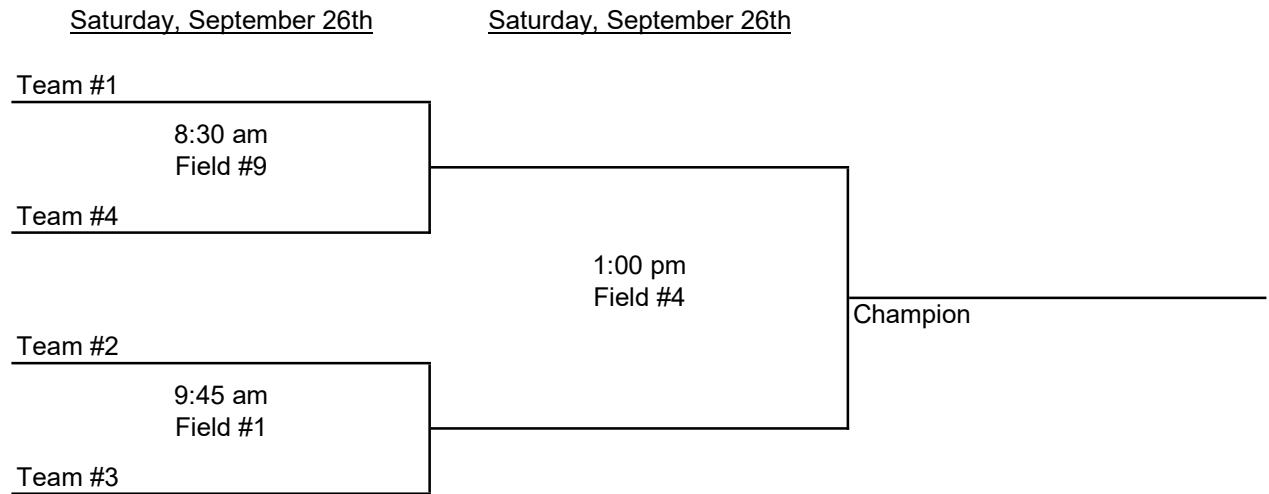 Saturday, September 26th
Saturday, September 26th
Team #1
8:30 am
Field #9
Team #4
1:00 pm
Field #4
Champion
Team #2
9:45 am
Field #1
Team #3